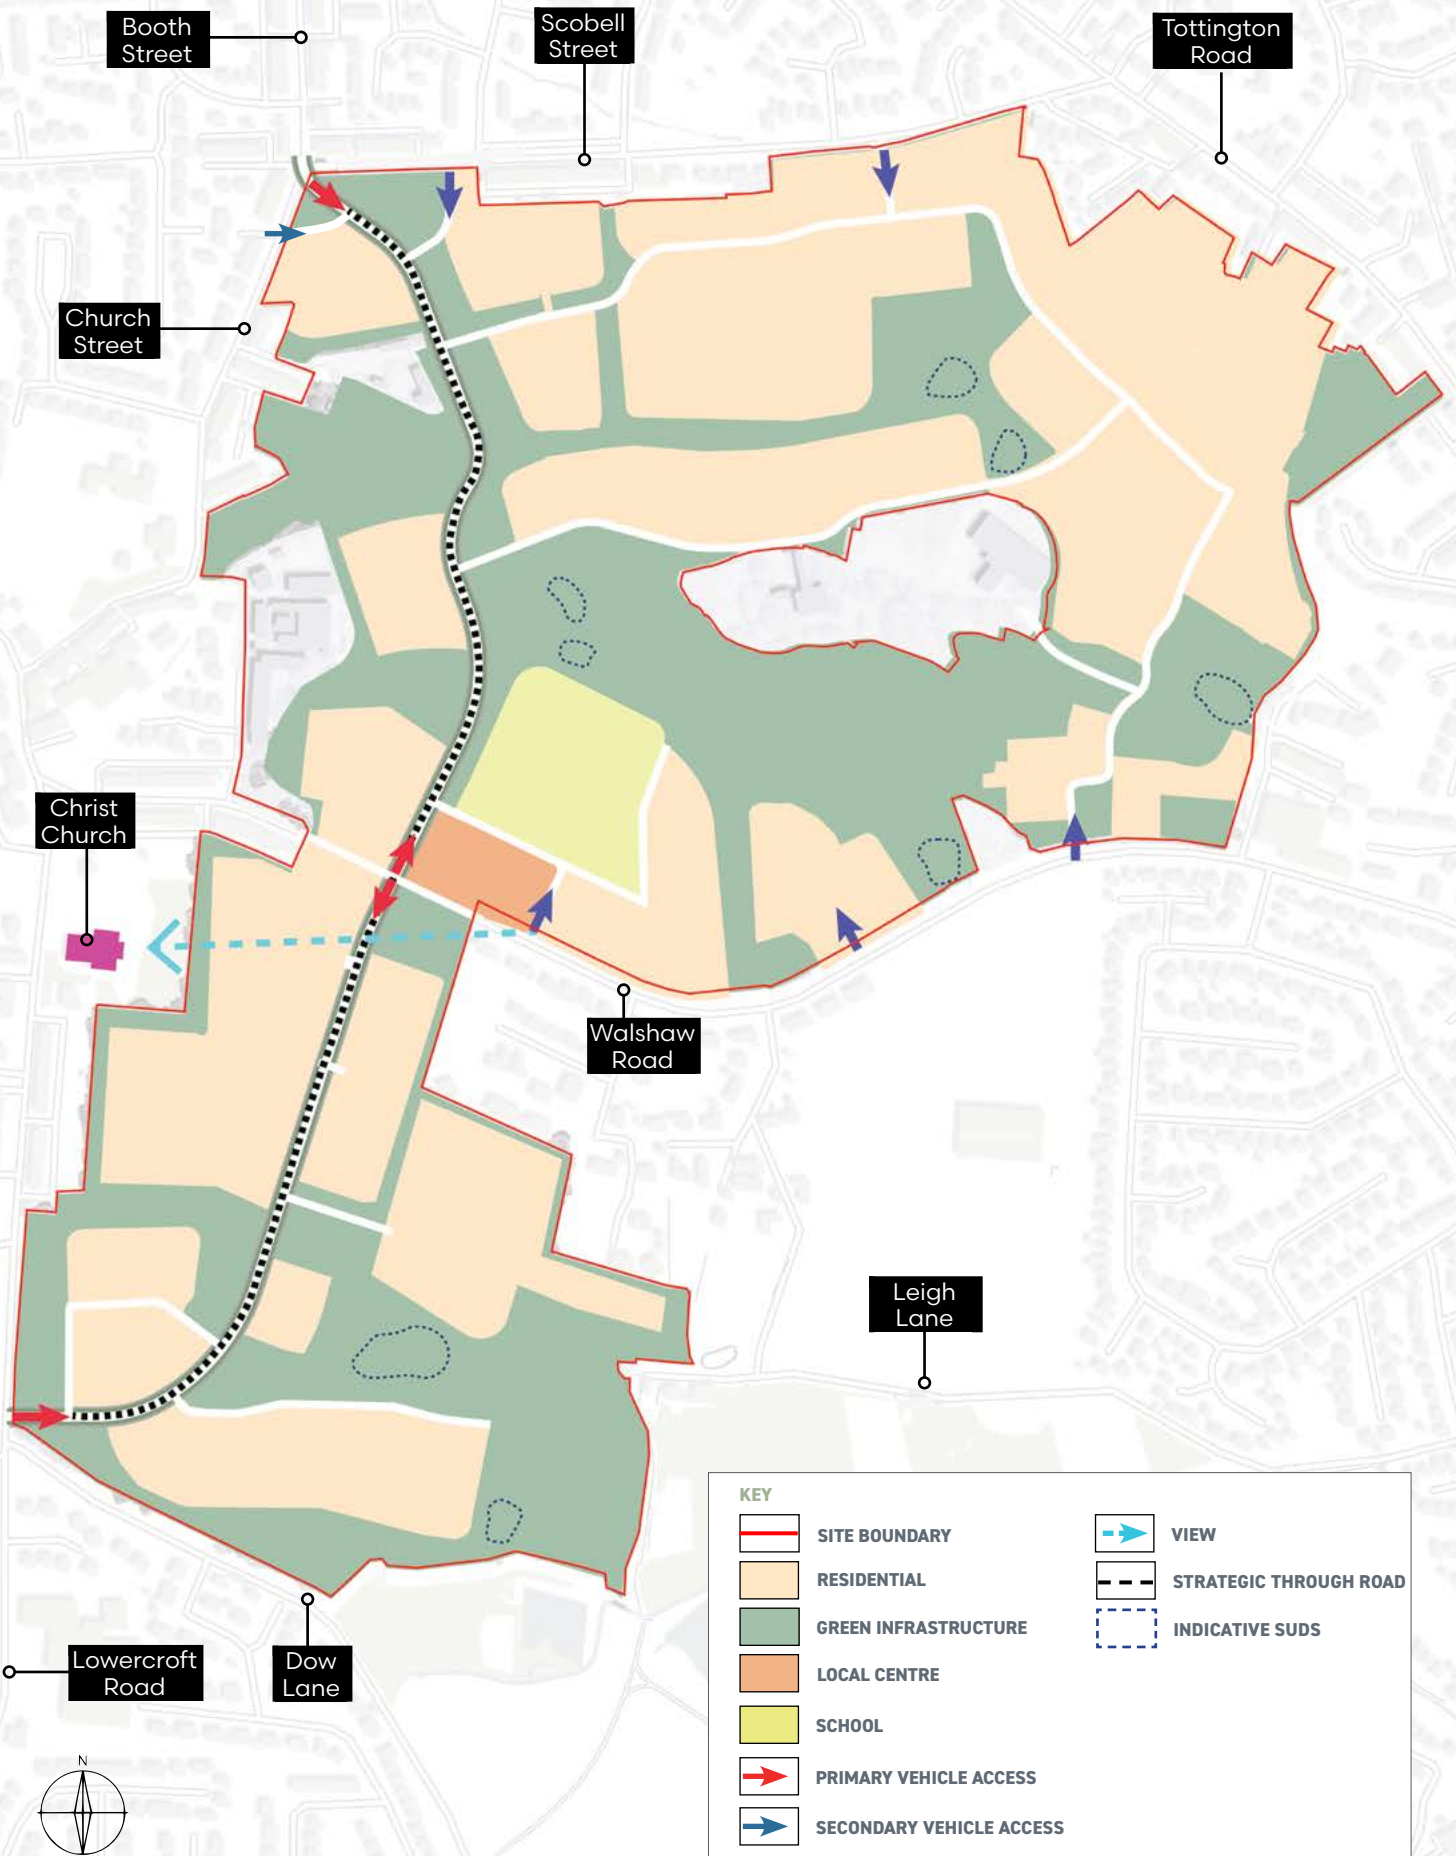 Booth
Street
Scobell
Street
Tottington
Road
Church
Street
Christ
Church
Walshaw
Road
Leigh
Lane
Lowercroft
Road
Dow
Lane
N
KEY
SITE BOUNDARY
RESIDENTIAL
GREEN INFRASTRUCTURE
LOCAL CENTRE
SCHOOL
PRIMARY VEHICLE ACCESS
SECONDARY VEHICLE ACCESS
VIEW
STRATEGIC THROUGH ROAD
INDICATIVE SUDS